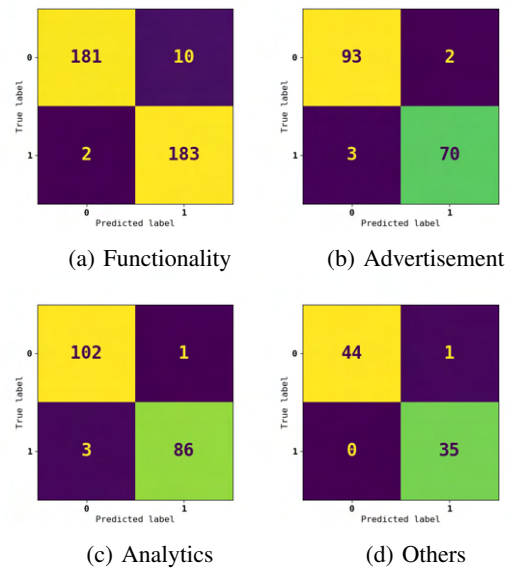 0 181 10
True label
1 2 183
0 1
Predicted label
(a) Functionality
0 93 2
True label
1 3 70
0 1
Predicted label
(b) Advertisement
0 102 1
True label
1 3 86
0 1
Predicted label
(c) Analytics
0 44 1
True label
1 0 35
0 1
Predicted label
(d) Others